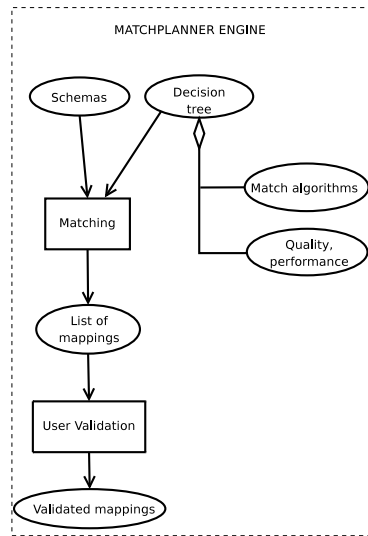 MATCHPLANNER ENGINE
Schemas
Decision
tree
Match algorithms
Matching
Quality,
performance
List of
mappings
User Validation
Validated mappings